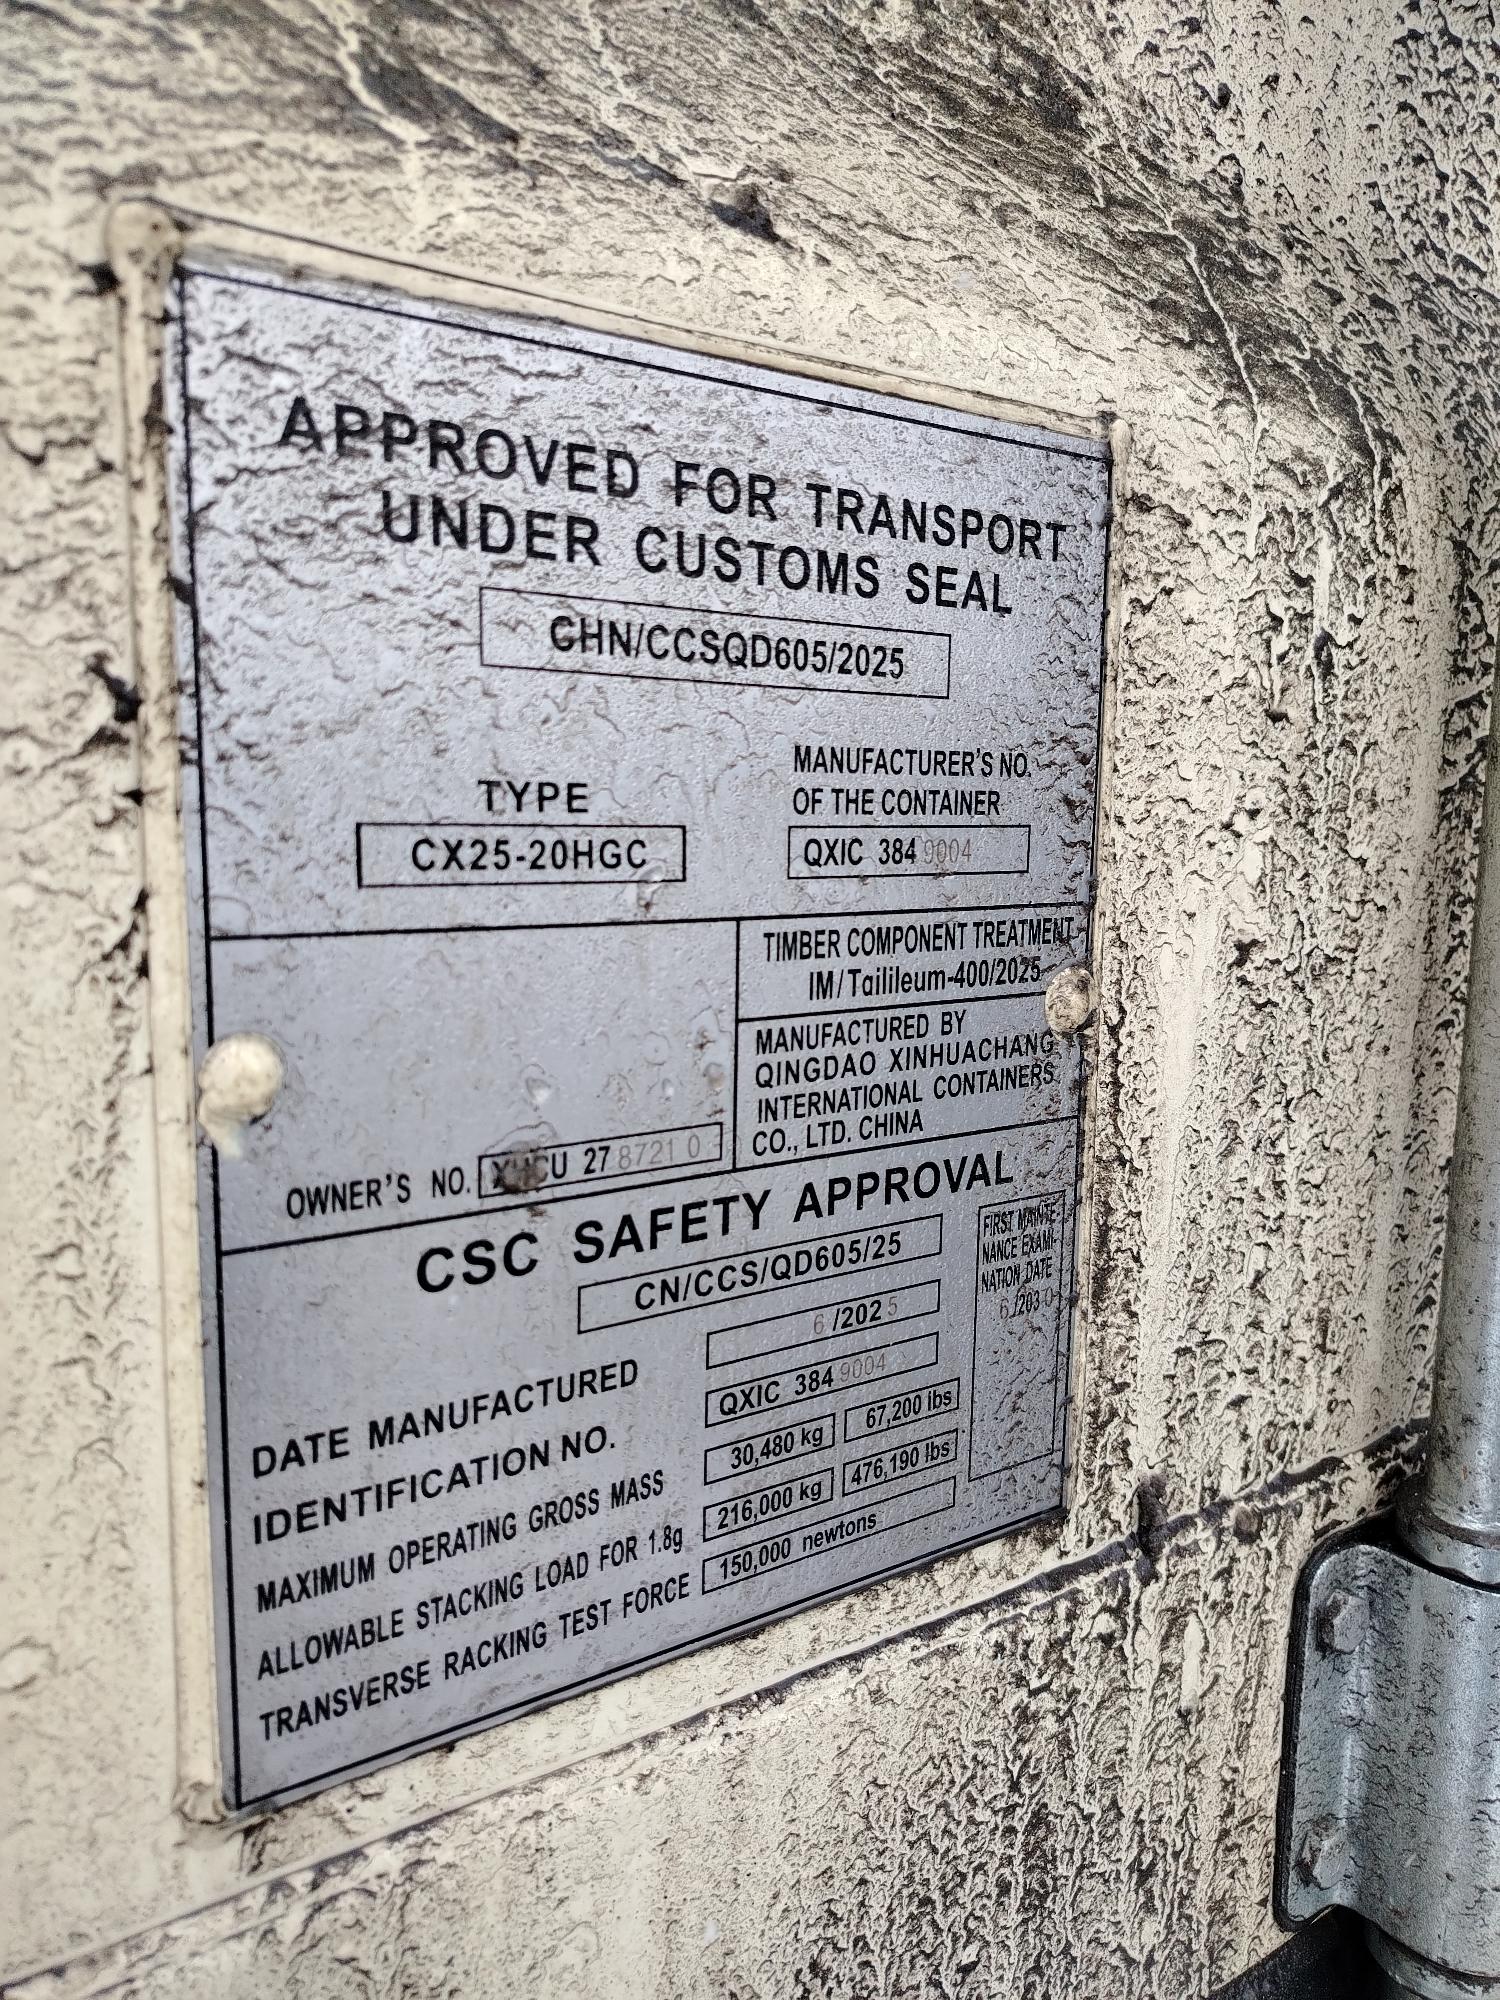 APPROVED FOR TRANSPORT
UNDER CUSTOMS SEAL
CHN/CCSQD605/2025
TYPE
CX25-20HGC
MANUFACTURER'S NO.
OF THE CONTAINER
QXIC 3849004
TIMBER COMPONENT TREATMENT
IM/Tailileum-400/2025
MANUFACTURED BY
QINGDAO XINHUACHANG
INTERNATIONAL CONTAINERS
CO., LTD. CHINA
OWNER'S NO. 278721 0
CSC SAFETY APPROVAL
CN/CCS/QD605/25
FIRST MAINTE
NANCE EXAMI-
NATION DATE
6/2030
DATE MANUFACTURED 6/2025
IDENTIFICATION NO. QXIC 3849004
MAXIMUM OPERATING GROSS MASS 30,480 kg 67,200 lbs
ALLOWABLE STACKING LOAD FOR 1.8g 216,000 kg 476,190 lbs
TRANSVERSE RACKING TEST FORCE 150,000 newtons